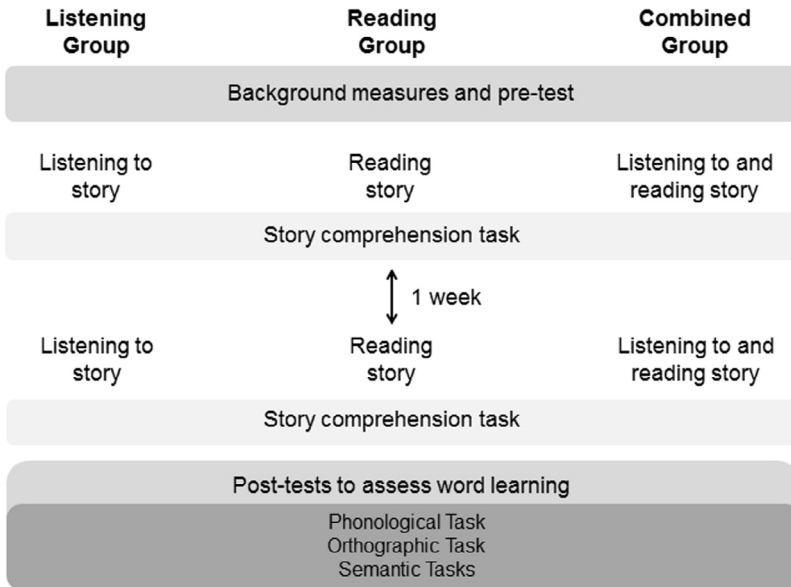 Listening Group
Reading Group
Combined Group
Background measures and pre-test
Listening to story
Reading story
Listening to and reading story
Story comprehension task
1 week
Listening to story
Reading story
Listening to and reading story
Story comprehension task
Post-tests to assess word learning
Phonological Task
Orthographic Task
Semantic Tasks